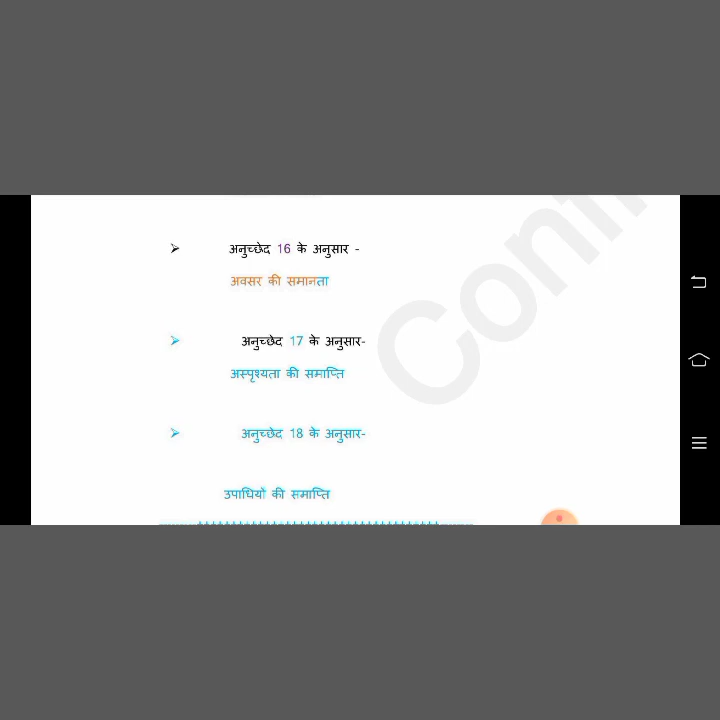 ➢ अनुच्छेद 16 के अनुसार -
अवसर की समानता
➢ अनुच्छेद 17 के अनुसार-
अस्पृश्यता की समाप्ति
➢ अनुच्छेद 18 के अनुसार-
उपाधियों की समाप्ति